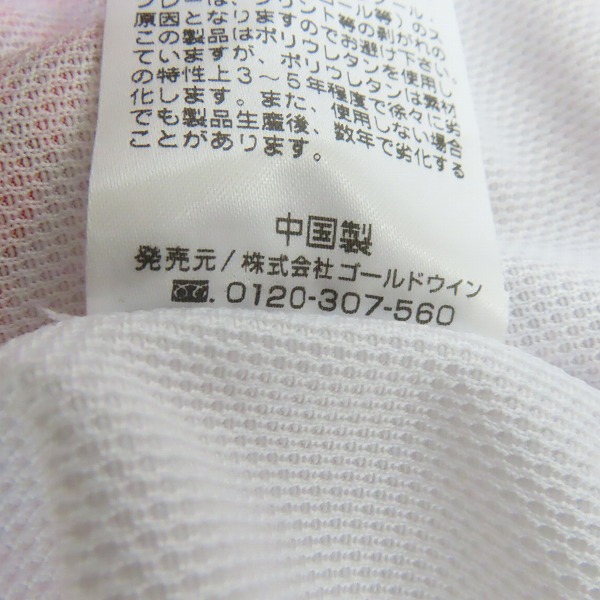 ール等)のス
原因となりますのでお避け下さい。
この製品はポリウレタンを使用し
ていますが、ポリウレタンは素材
の特性上3〜5年程度で徐々に劣
化します。また、使用しない場合
でも製品生産後、数年で劣化する
ことがあります。
中国製
発売元/株式会社ゴールドウイン
0120-307-560